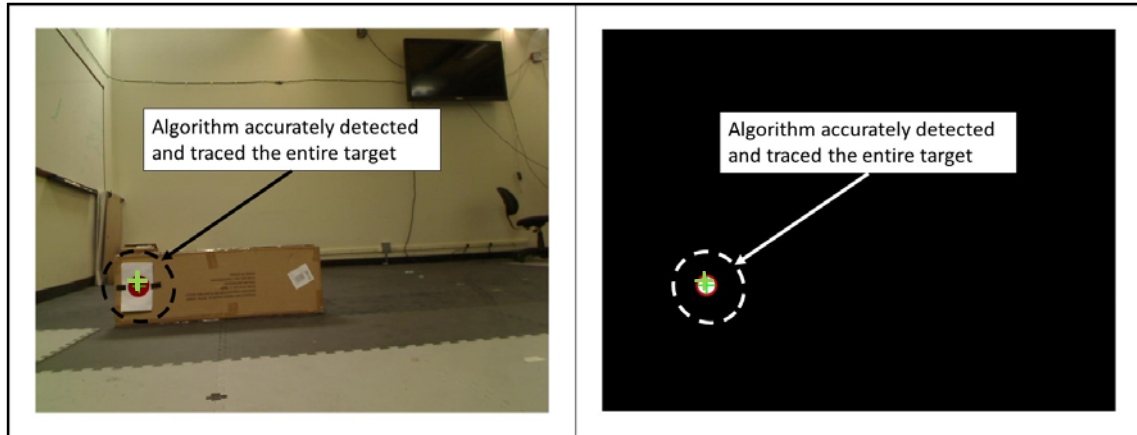 Algorithm accurately detected
and traced the entire target
Algorithm accurately detected
and traced the entire target